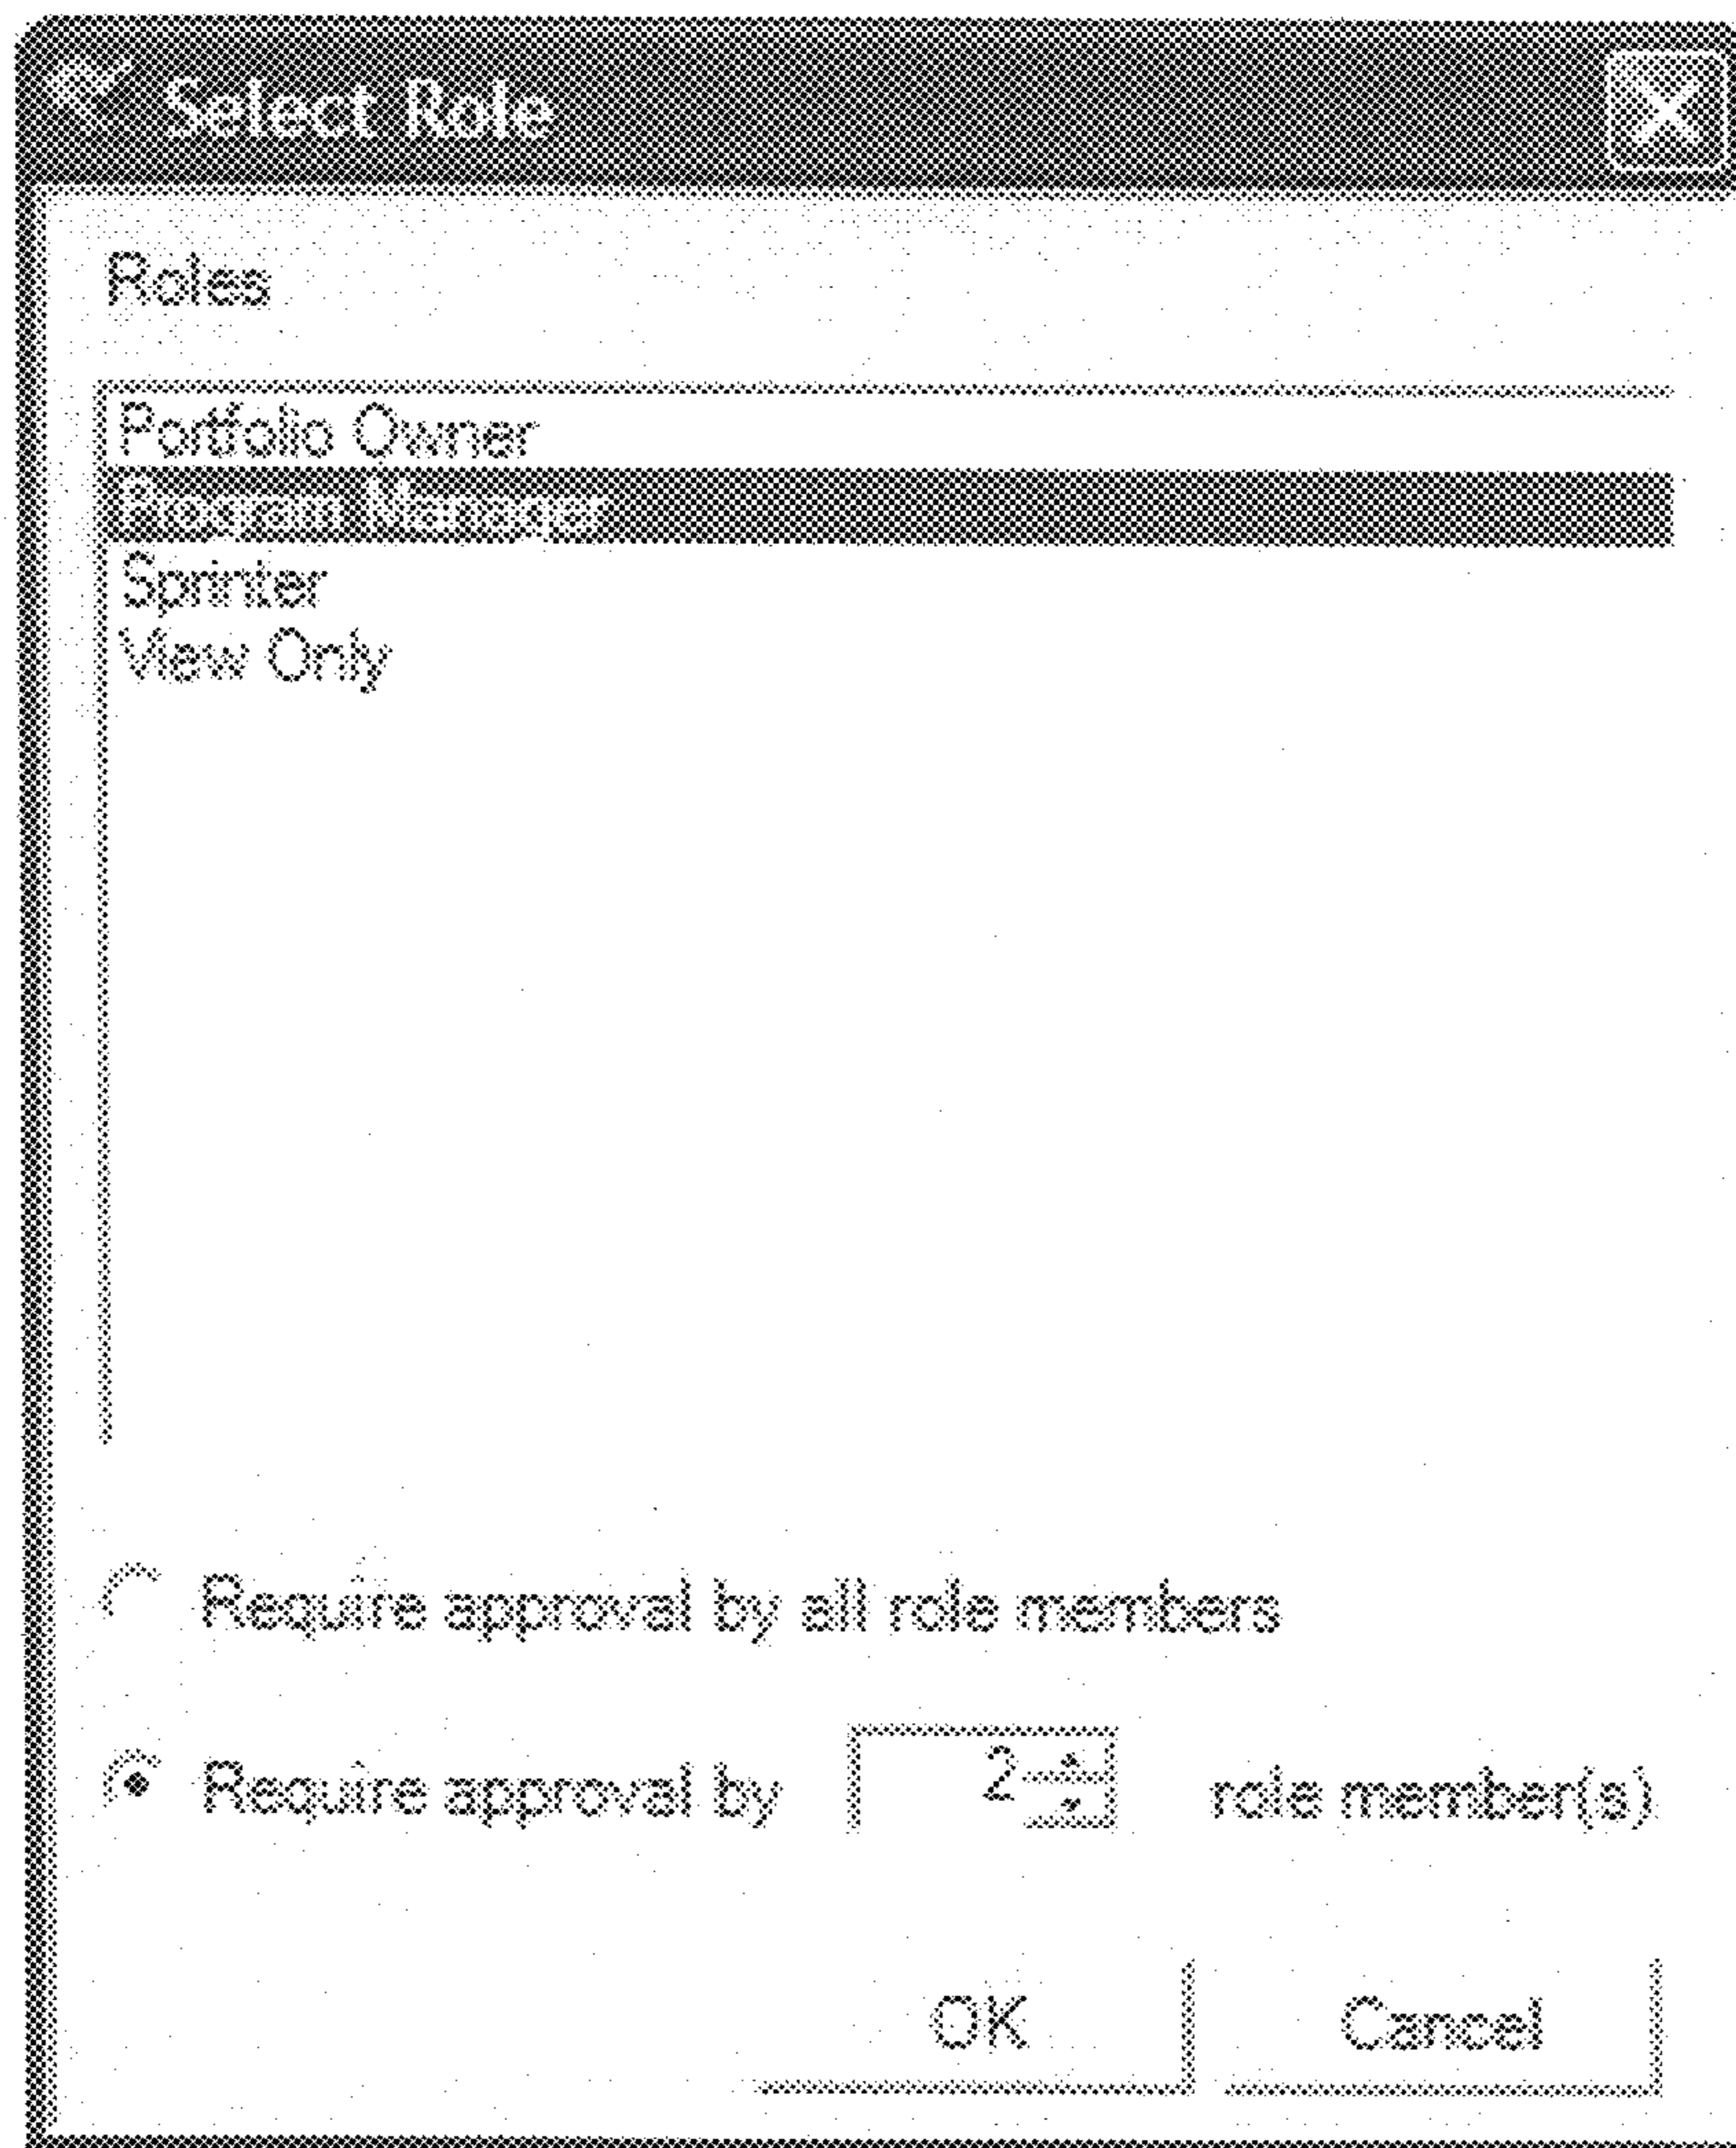 Select Role
Roles
Portfolio Owner
Program Manager
Sprinter
View Only
Require approval by all role members
Require approval by 2 role member(s)
OK Cancel